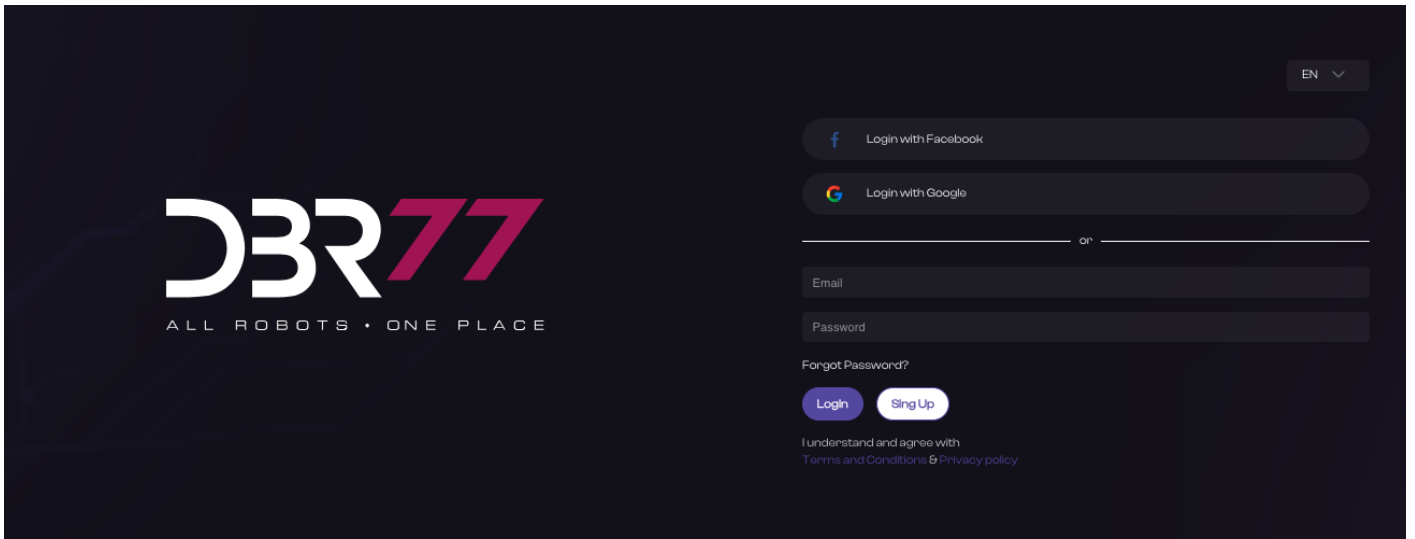 EN
Login with Facebook
Login with Google
DBR77
ALL ROBOTS • ONE PLACE
or
Email
Password
Forgot Password?
Login
Sing Up
I understand and agree with
Terms and Conditions & Privacy policy